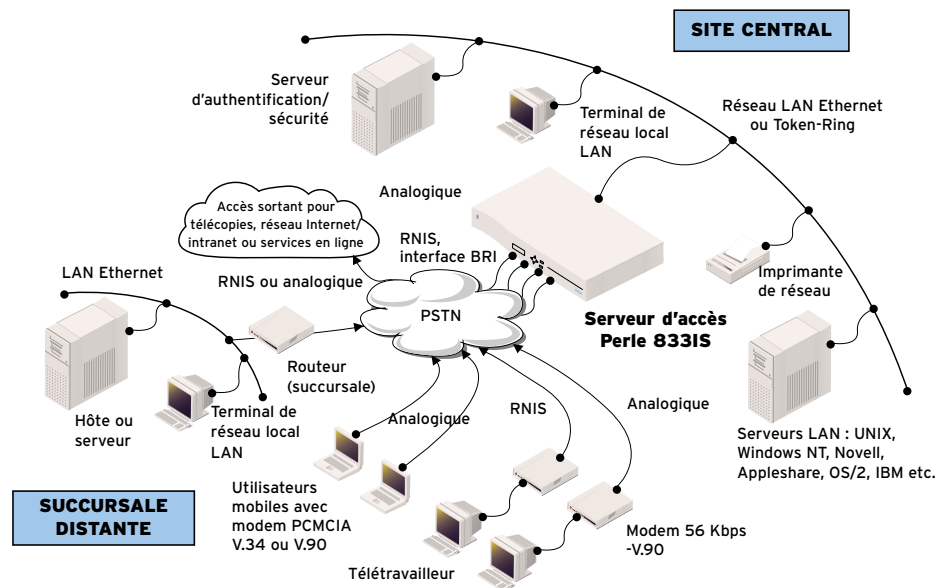 SITE CENTRAL
Serveur
d'authentification/
sécurité
Terminal de
réseau local
LAN
Réseau LAN Ethernet
ou Token-Ring
Analogique
Accès sortant pour
télécopies, réseau Internet/
intranet ou services en ligne
RNIS,
interface BRI
LAN Ethernet
RNIS ou analogique
PSTN
Imprimante
de réseau
Serveur d'accès
Perle 833IS
Routeur
(succursale)
Hôte ou
serveur
Terminal de
réseau local
LAN
Analogique
RNIS
Analogique
Serveurs LAN : UNIX,
Windows NT, Novell,
Appleshare, OS/2, IBM etc.
SUCCURSALE
DISTANTE
Utilisateurs
mobiles avec
modem PCMCIA
V.34 ou V.90
Modem 56 Kbps
-V.90
Télétravailleur